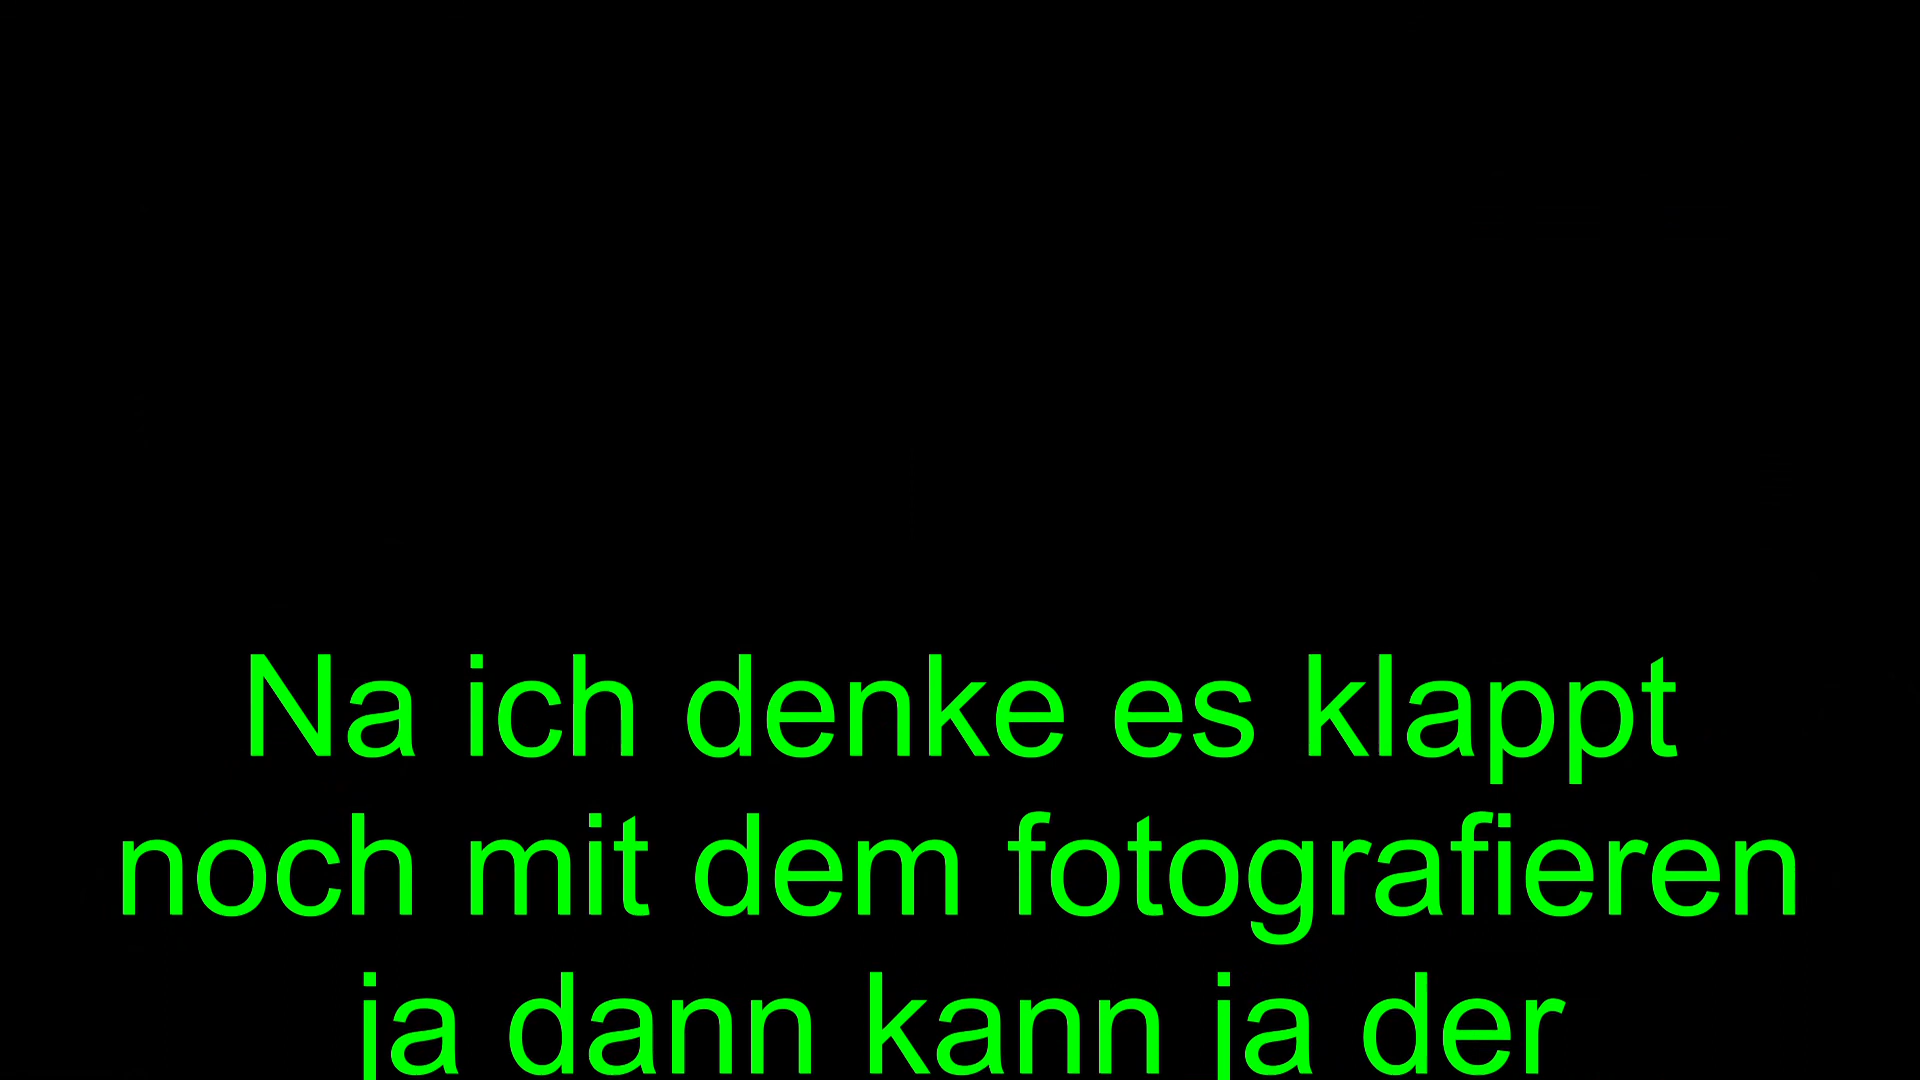 Na ich denke es klappt
noch mit dem fotografieren
ja dann kann ja der